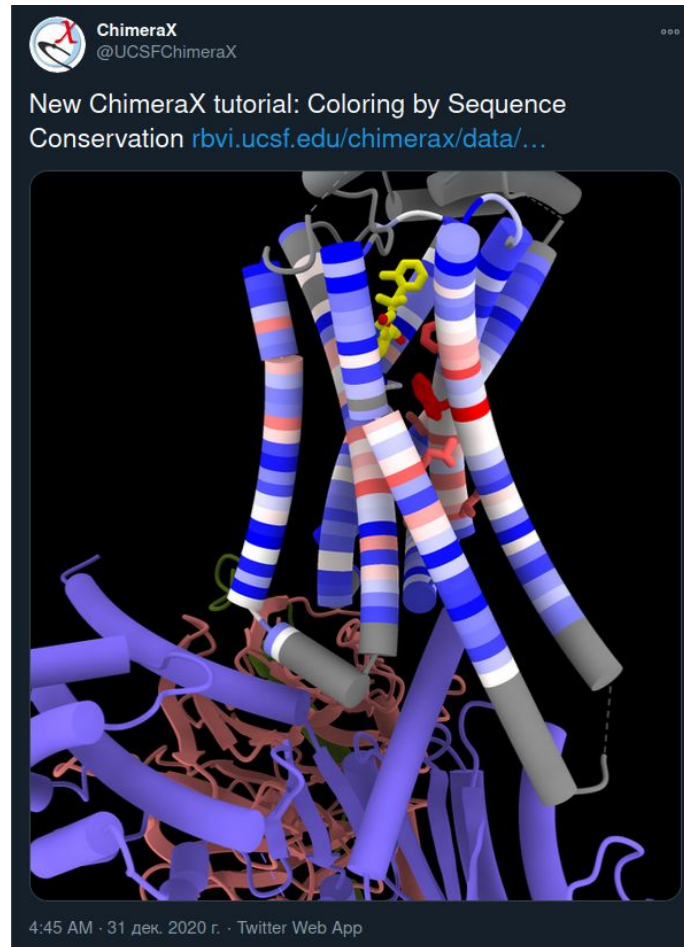 ChimeraX
@UCSFChimeraX
New ChimeraX tutorial: Coloring by Sequence
Conservation rbvi.ucsf.edu/chimerax/data/…
4:45 AM · 31 дек. 2020 г. · Twitter Web App